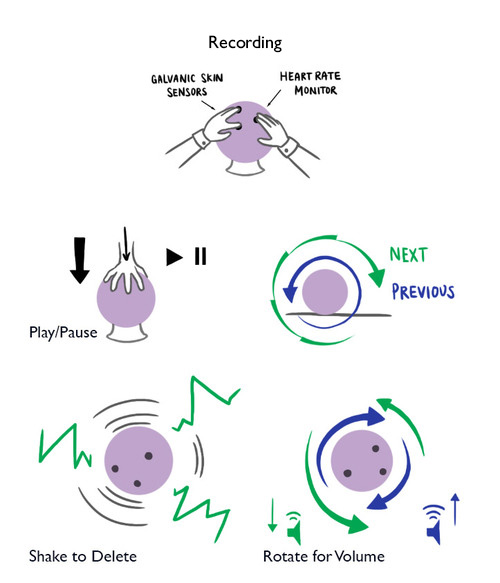 Recording
GALVANIC SKIN
SENSORS
HEART RATE
MONITOR
NEXT
PREVIOUS
Play/Pause
Shake to Delete
Rotate for Volume